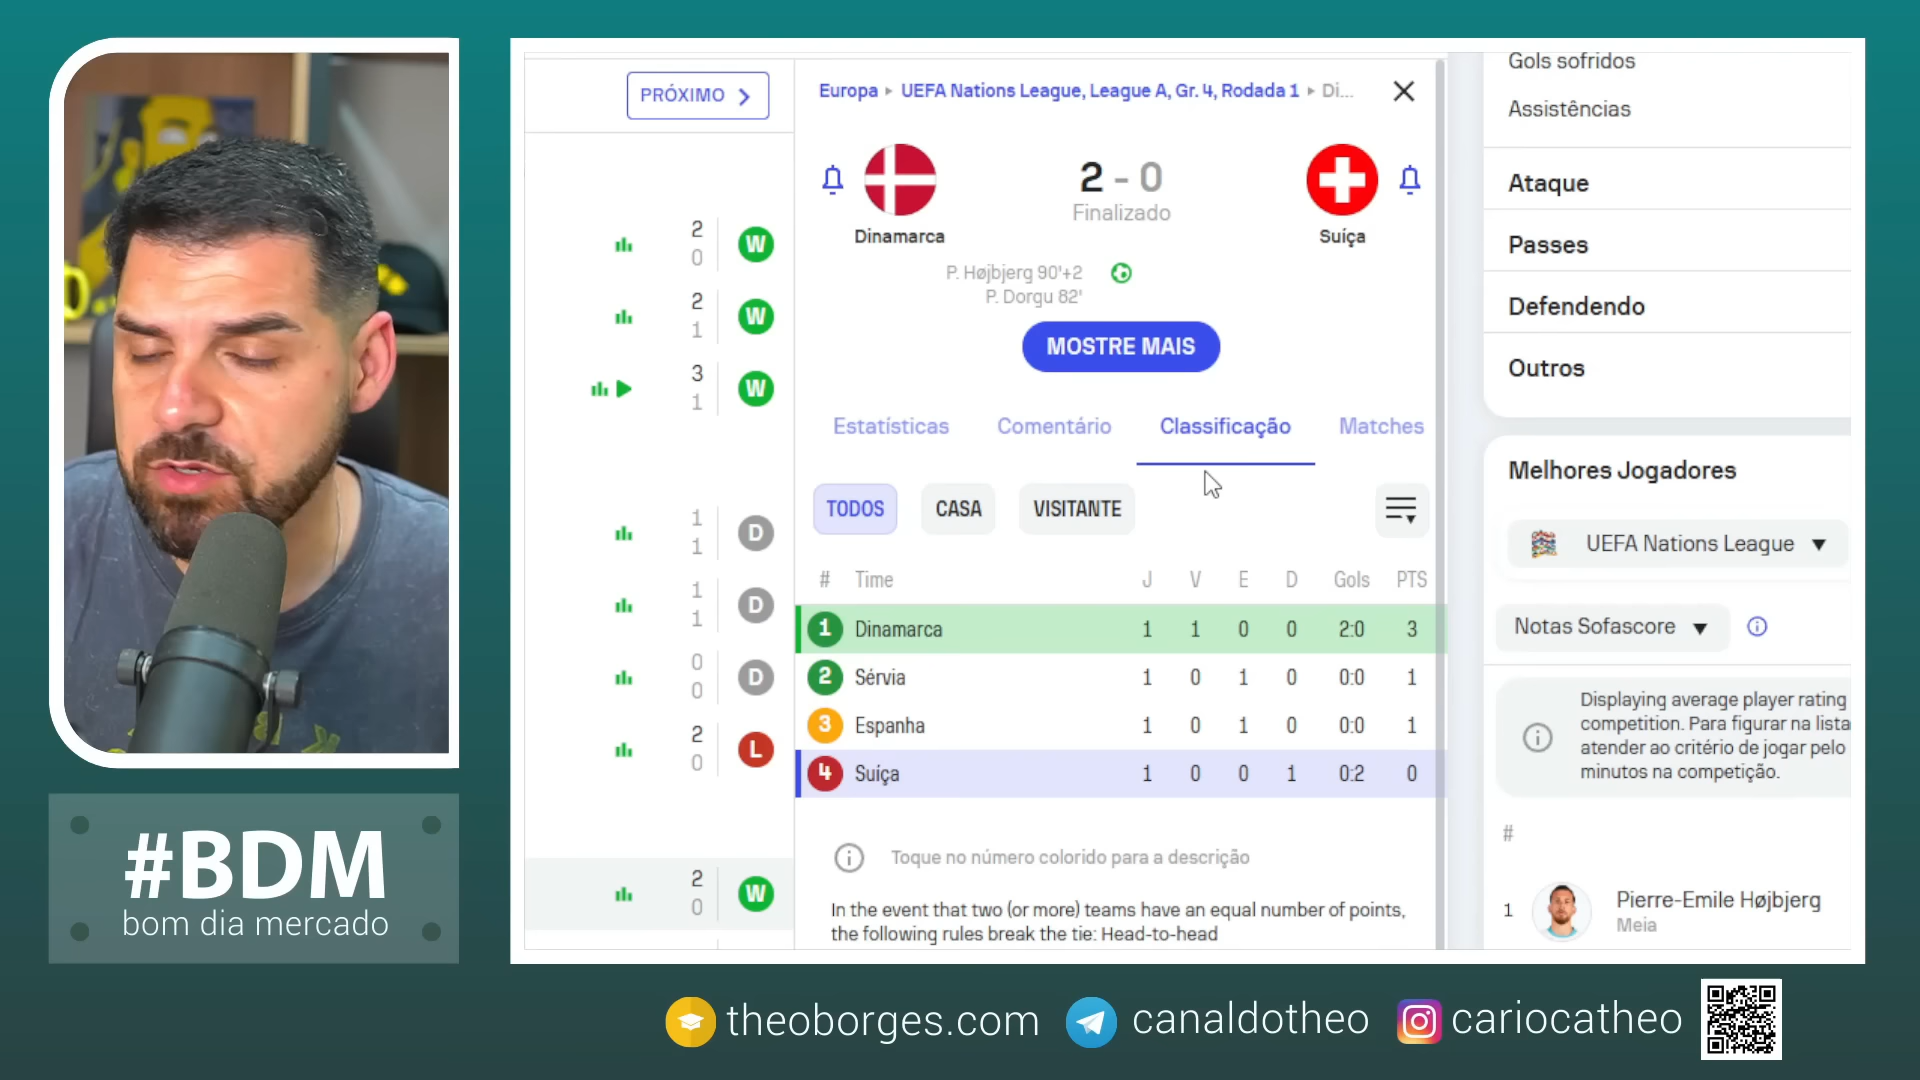 PRÓXIMO
2
0
W
2
1
W
3
1
W
1
1
D
1
1
D
0
0
D
2
0
L
2
0
W
Europa ▸ UEFA Nations League, League A, Gr. 4, Rodada 1 ▸ Di...
2 - 0
Finalizado
Dinamarca
Suíça
P. Højbjerg 90'+2
P. Dorgu 82'
MOSTRE MAIS
Estatísticas Comentário Classificação Matches
TODOS CASA VISITANTE
# Time J V E D Gols PTS
1 Dinamarca 1 1 0 0 2:0 3
2 Sérvia 1 0 1 0 0:0 1
3 Espanha 1 0 1 0 0:0 1
4 Suíça 1 0 0 1 0:2 0
Toque no número colorido para a descrição
In the event that two (or more) teams have an equal number of points,
the following rules break the tie: Head-to-head
Gols sofridos
Assistências
Ataque
Passes
Defendendo
Outros
Melhores Jogadores
UEFA Nations League
Notas Sofascore
Displaying average player rating
competition. Para figurar na lista
atender ao critério de jogar pelo
minutos na competição.
#
1 Pierre-Emile Højbjerg
Meia
#BDM
bom dia mercado
theoborges.com canaldotheo cariocatheo